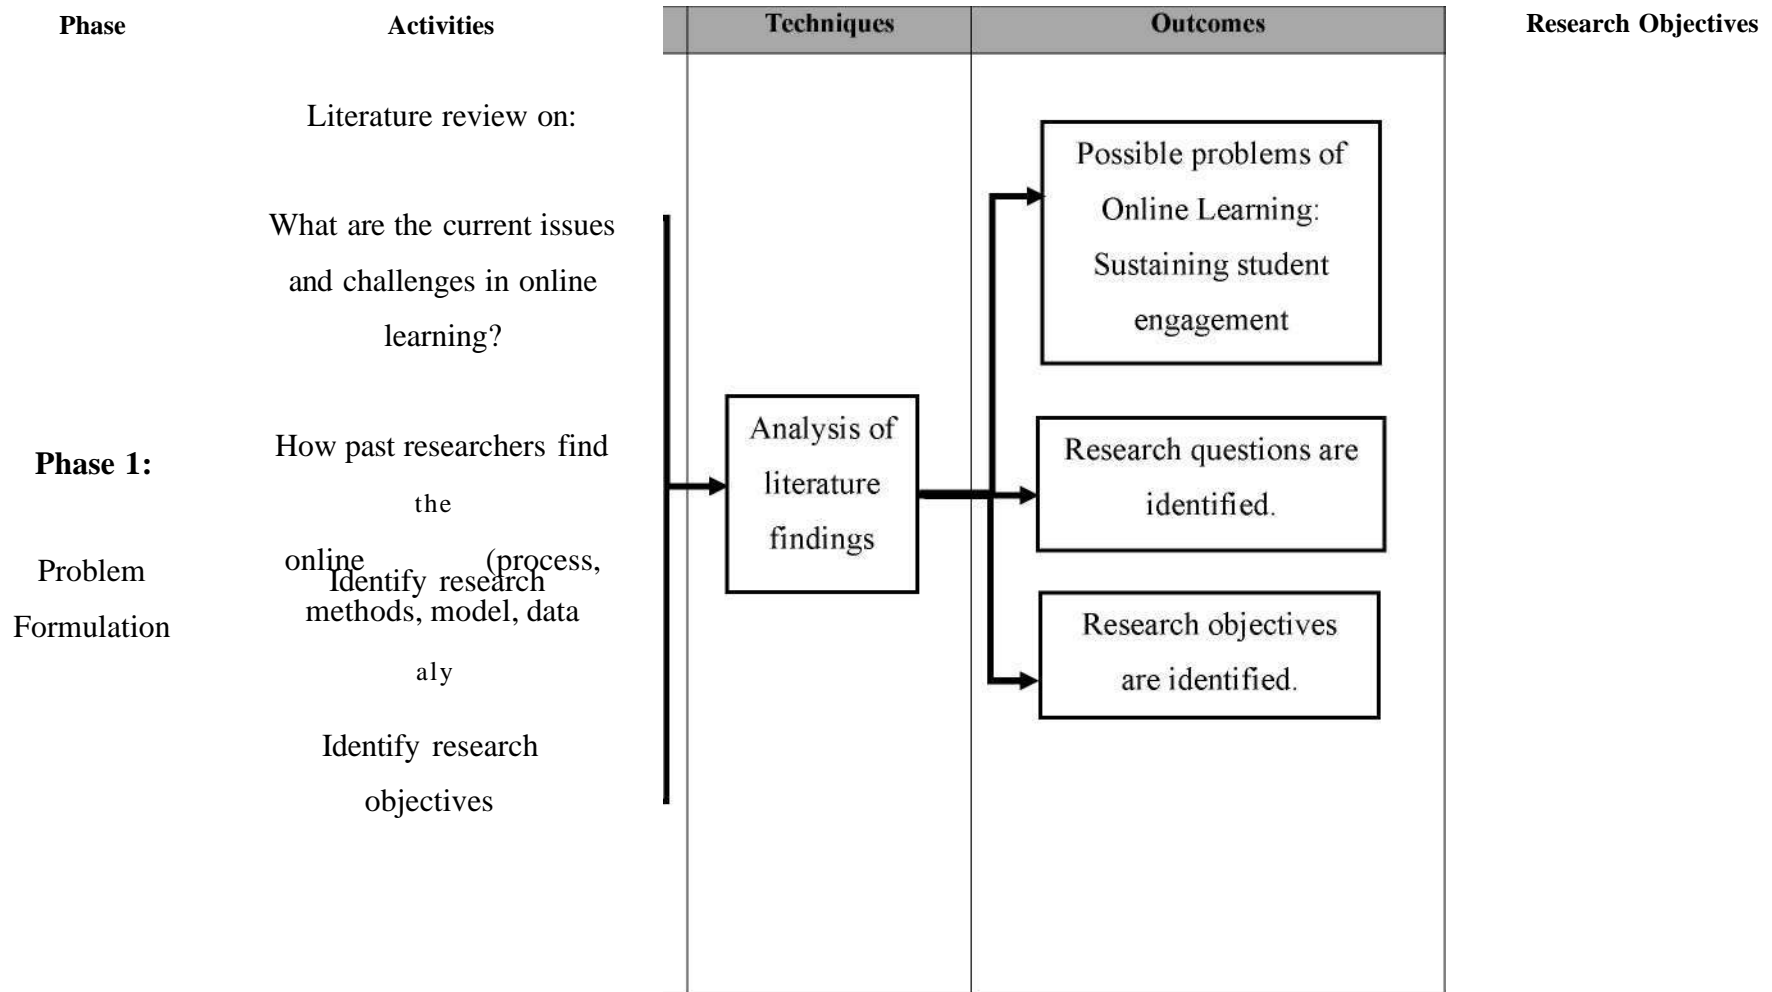 Phase
Activities
Techniques
Outcomes
Research Objectives
Phase 1:
Problem
Formulation
Literature review on:
What are the current issues
and challenges in online
learning?
How past researchers find
the
online (process,
Identify research
methods, model, data
aly
Identify research
objectives
Analysis of
literature
findings
Possible problems of
Online Learning:
Sustaining student
engagement
Research questions are
identified.
Research objectives
are identified.